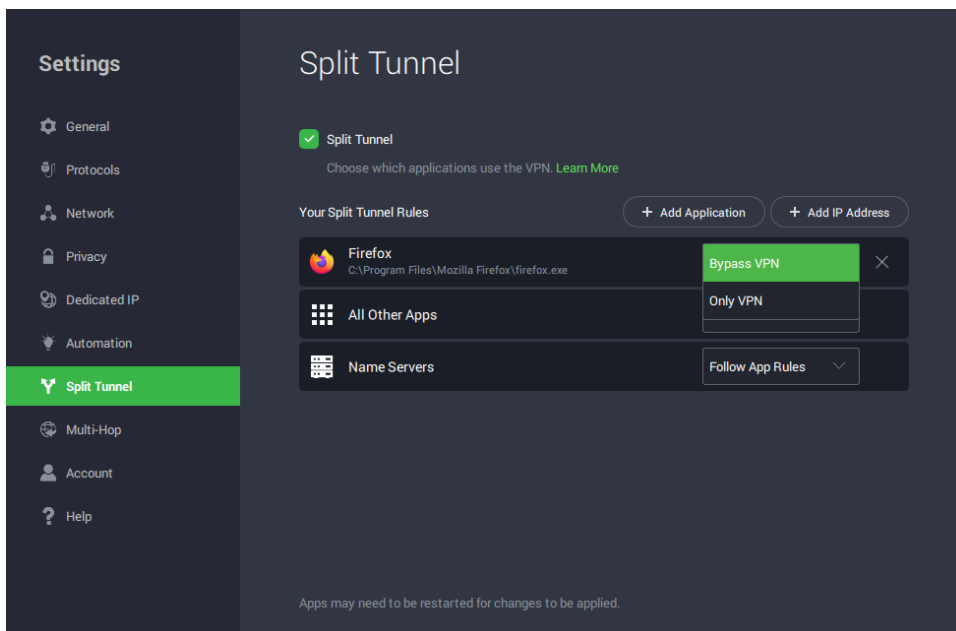 Settings
General
Protocols
Network
Privacy
Dedicated IP
Automation
Split Tunnel
Multi-Hop
Account
Help
Split Tunnel
Split Tunnel
Choose which applications use the VPN. Learn More
Your Split Tunnel Rules
+ Add Application
+ Add IP Address
Firefox
C:\Program Files\Mozilla Firefox\firefox.exe
Bypass VPN
Only VPN
All Other Apps
Name Servers
Follow App Rules
Apps may need to be restarted for changes to be applied.